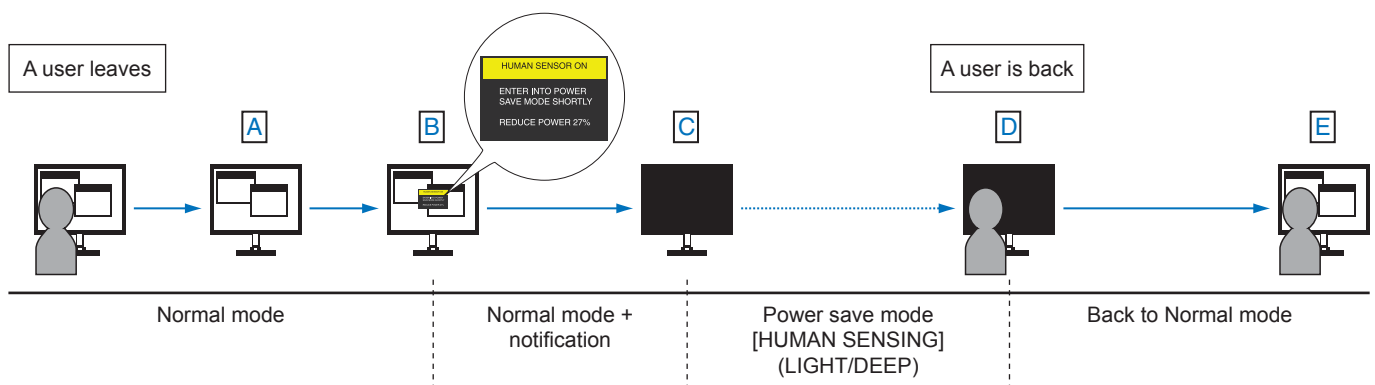 A user leaves
HUMAN SENSOR ON
ENTER INTO POWER
SAVE MODE SHORTLY
REDUCE POWER 27%
A user is back
A
B
C
D
E
Normal mode
Normal mode +
notification
Power save mode
[HUMAN SENSING]
(LIGHT/DEEP)
Back to Normal mode